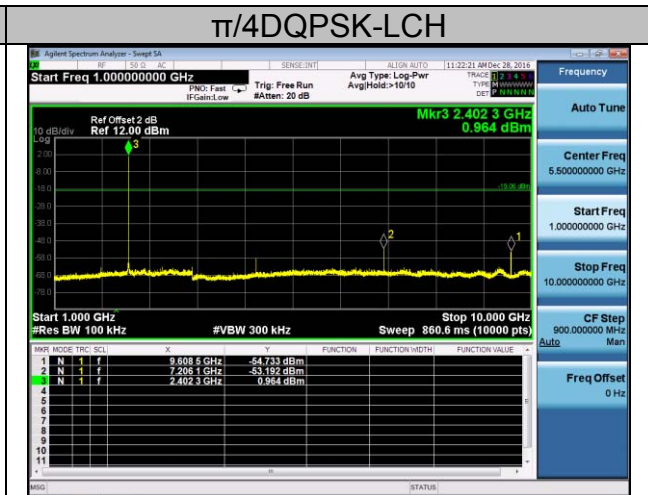 π/4DQPSK-LCH
Agilent Spectrum Analyzer - Swept SA
RF 50 Ω AC SENSE:INT ALIGN AUTO 11:22:21 AM Dec 28, 2016
Start Freq 1.000000000 GHz
PNO: Fast
IFGain:Low
Trig: Free Run
#Atten: 20 dB
Avg Type: Log-Pwr
Avg|Hold:>10/10
TRACE 1 2 3 4 5 6
TYPE M WWWWW
DET P N N N N N
Frequency
Auto Tune
Center Freq
5.500000000 GHz
Start Freq
1.000000000 GHz
Stop Freq
10.000000000 GHz
CF Step
900.000000 MHz
Auto Man
Freq Offset
0 Hz
Ref Offset 2 dB
10 dB/div Ref 12.00 dBm
Log
Mkr3 2.402 3 GHz
0.964 dBm
3
2.00
-8.00
-18.0
-19.06 dBm
-28.0
-38.0
-48.0
2
1
-58.0
-68.0
-78.0
Start 1.000 GHz
Stop 10.000 GHz
#Res BW 100 kHz #VBW 300 kHz Sweep 860.6 ms (10000 pts)
MKR MODE TRC SCL X Y FUNCTION FUNCTION WIDTH FUNCTION VALUE
1 N 1 f 9.608 5 GHz -54.733 dBm
2 N 1 f 7.206 1 GHz -53.192 dBm
3 N 1 f 2.402 3 GHz 0.964 dBm
4
5
6
7
8
9
10
11
MSG STATUS